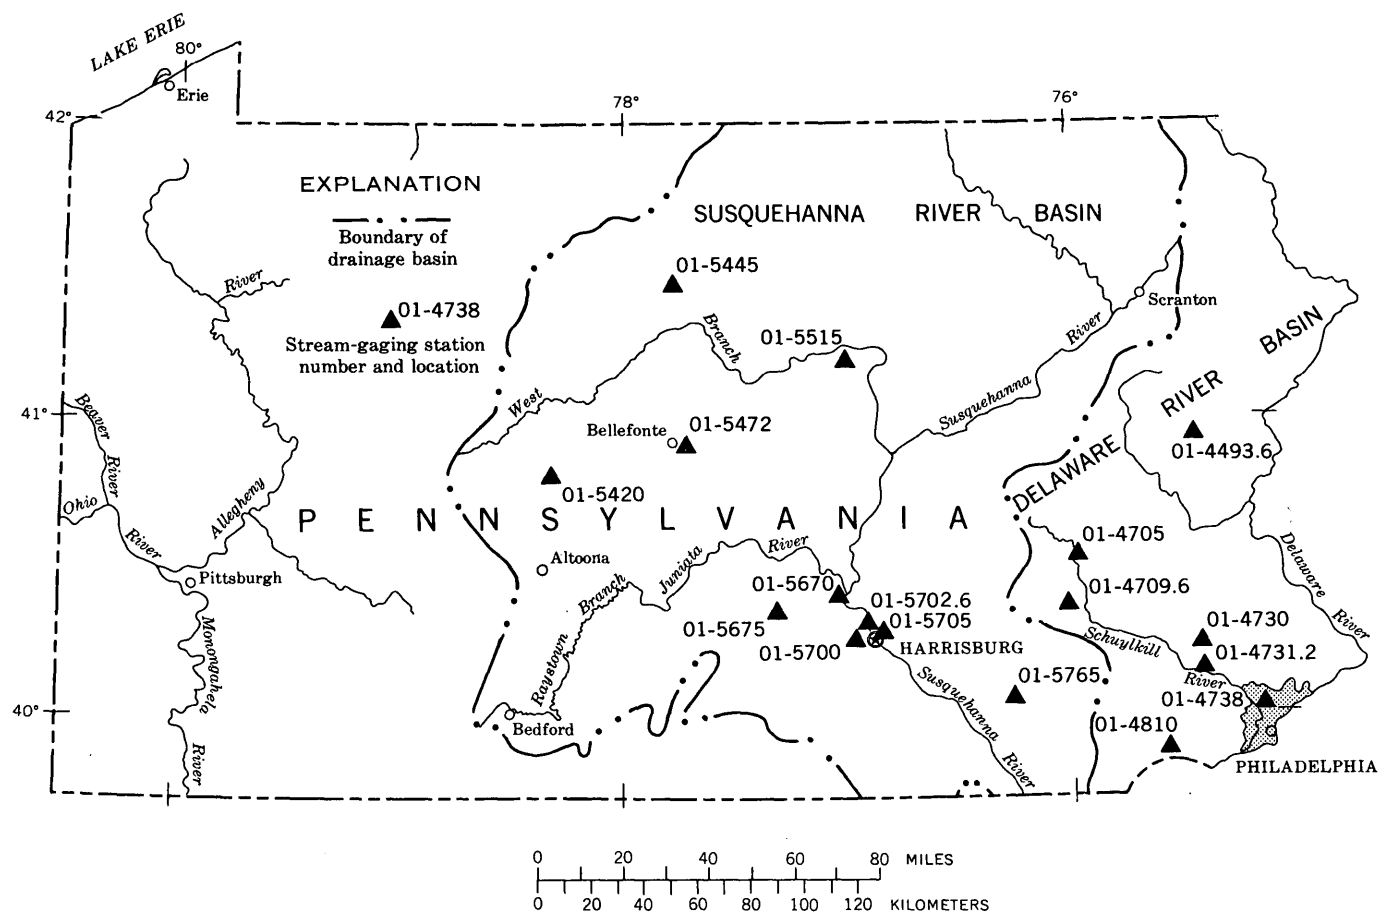 LAKE ERIE
80°
Erie
42°
78°
76°
EXPLANATION
Boundary of
drainage basin
01-4738
Stream-gaging station
number and location
SUSQUEHANNA RIVER BASIN
River
01-5445
Branch
01-5515
River
Scranton
BASIN
RIVER
DELAWARE
41°
Beaver
River
West
Susquehanna
Bellefonte
01-5472
01-4493.6
01-5420
Ohio
River
Allegheny
PENNSYLVANIA
Pittsburgh
Altoona
Juniata
River
Branch
Raystown
01-5670
01-5702.6
01-5705
01-5675
01-5700
HARRISBURG
01-4705
01-4709.6
Delaware
River
01-4730
01-4731.2
Schuylkill
River
01-5765
01-4738
01-4810
Monongahela
River
40°
Bedford
Susquehanna
River
PHILADELPHIA
0 20 40 60 80 MILES
0 20 40 60 80 100 120 KILOMETERS